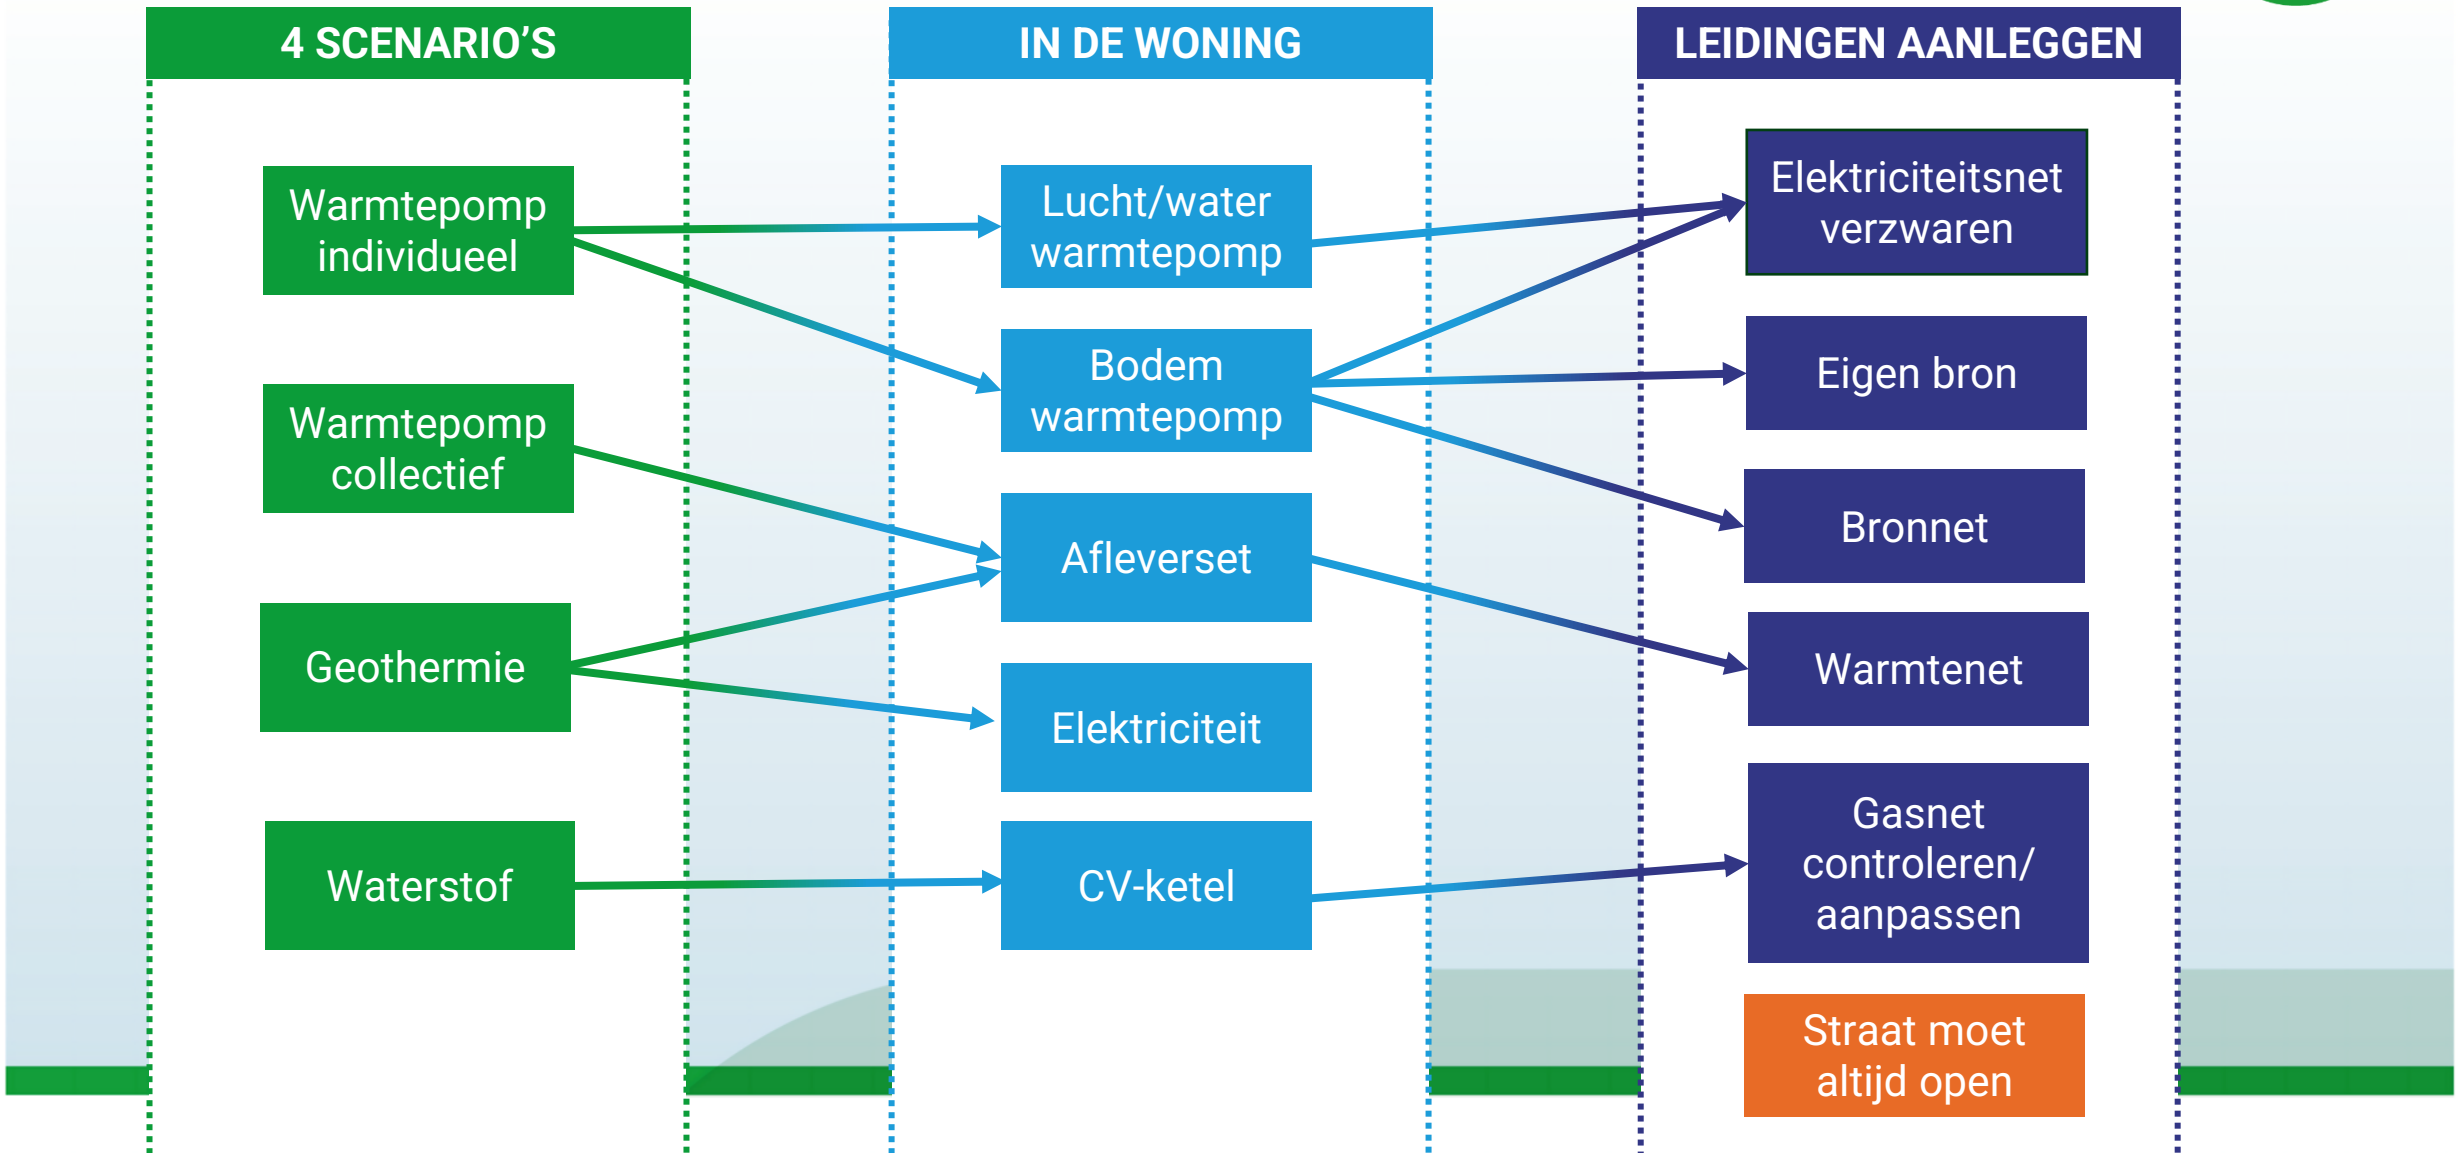 4 SCENARIO’S
Warmtepomp
individueel
Warmtepomp
collectief
Geothermie
Waterstof
IN DE WONING
Lucht/water
warmtepomp
Bodem
warmtepomp
Afleverset
Elektriciteit
CV-ketel
LEIDINGEN AANLEGGEN
Elektriciteitsnet
verzwaren
Eigen bron
Bronnet
Warmtenet
Gasnet
controleren/
aanpassen
Straat moet
altijd open